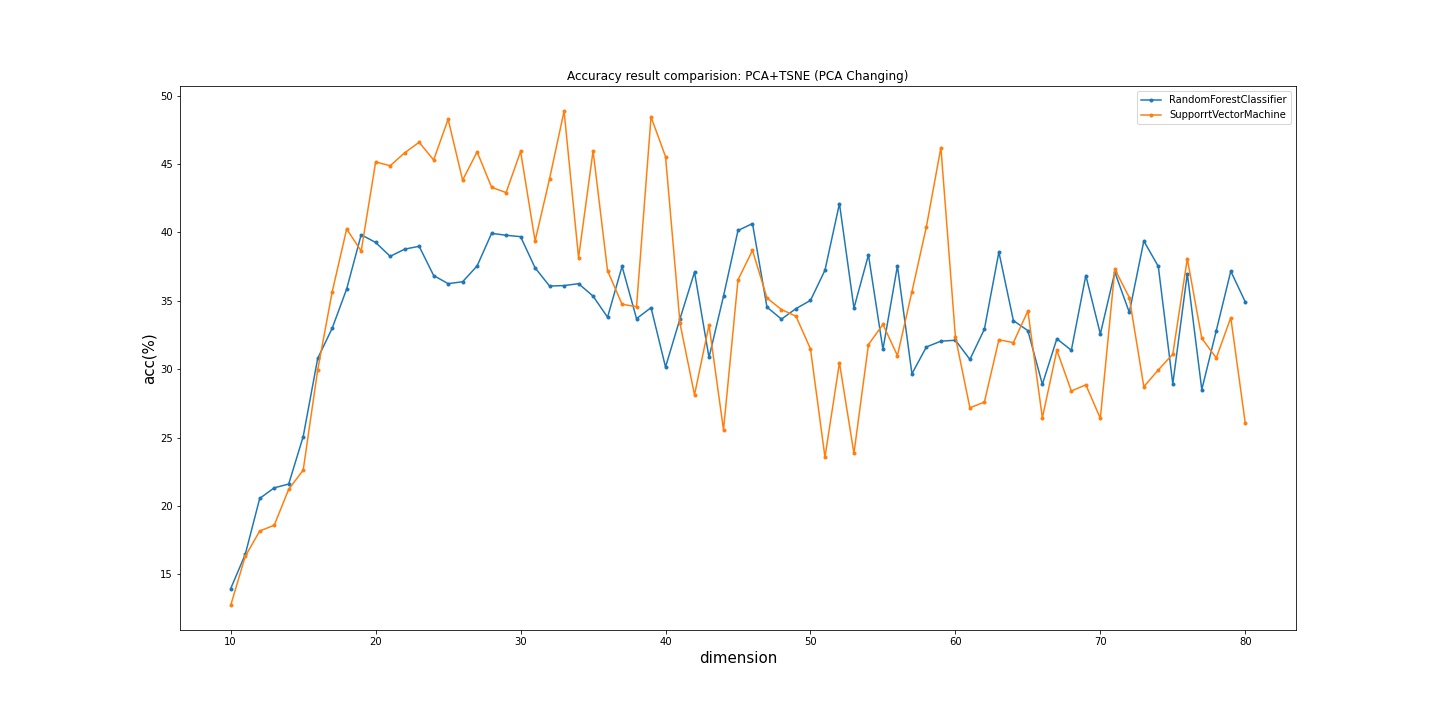 Accuracy result comparision: PCA+TSNE (PCA Changing)
RandomForestClassifier
SupporrtVectorMachine
acc(%)
50
45
40
35
30
25
20
15
10 20 30 40 50 60 70 80
dimension